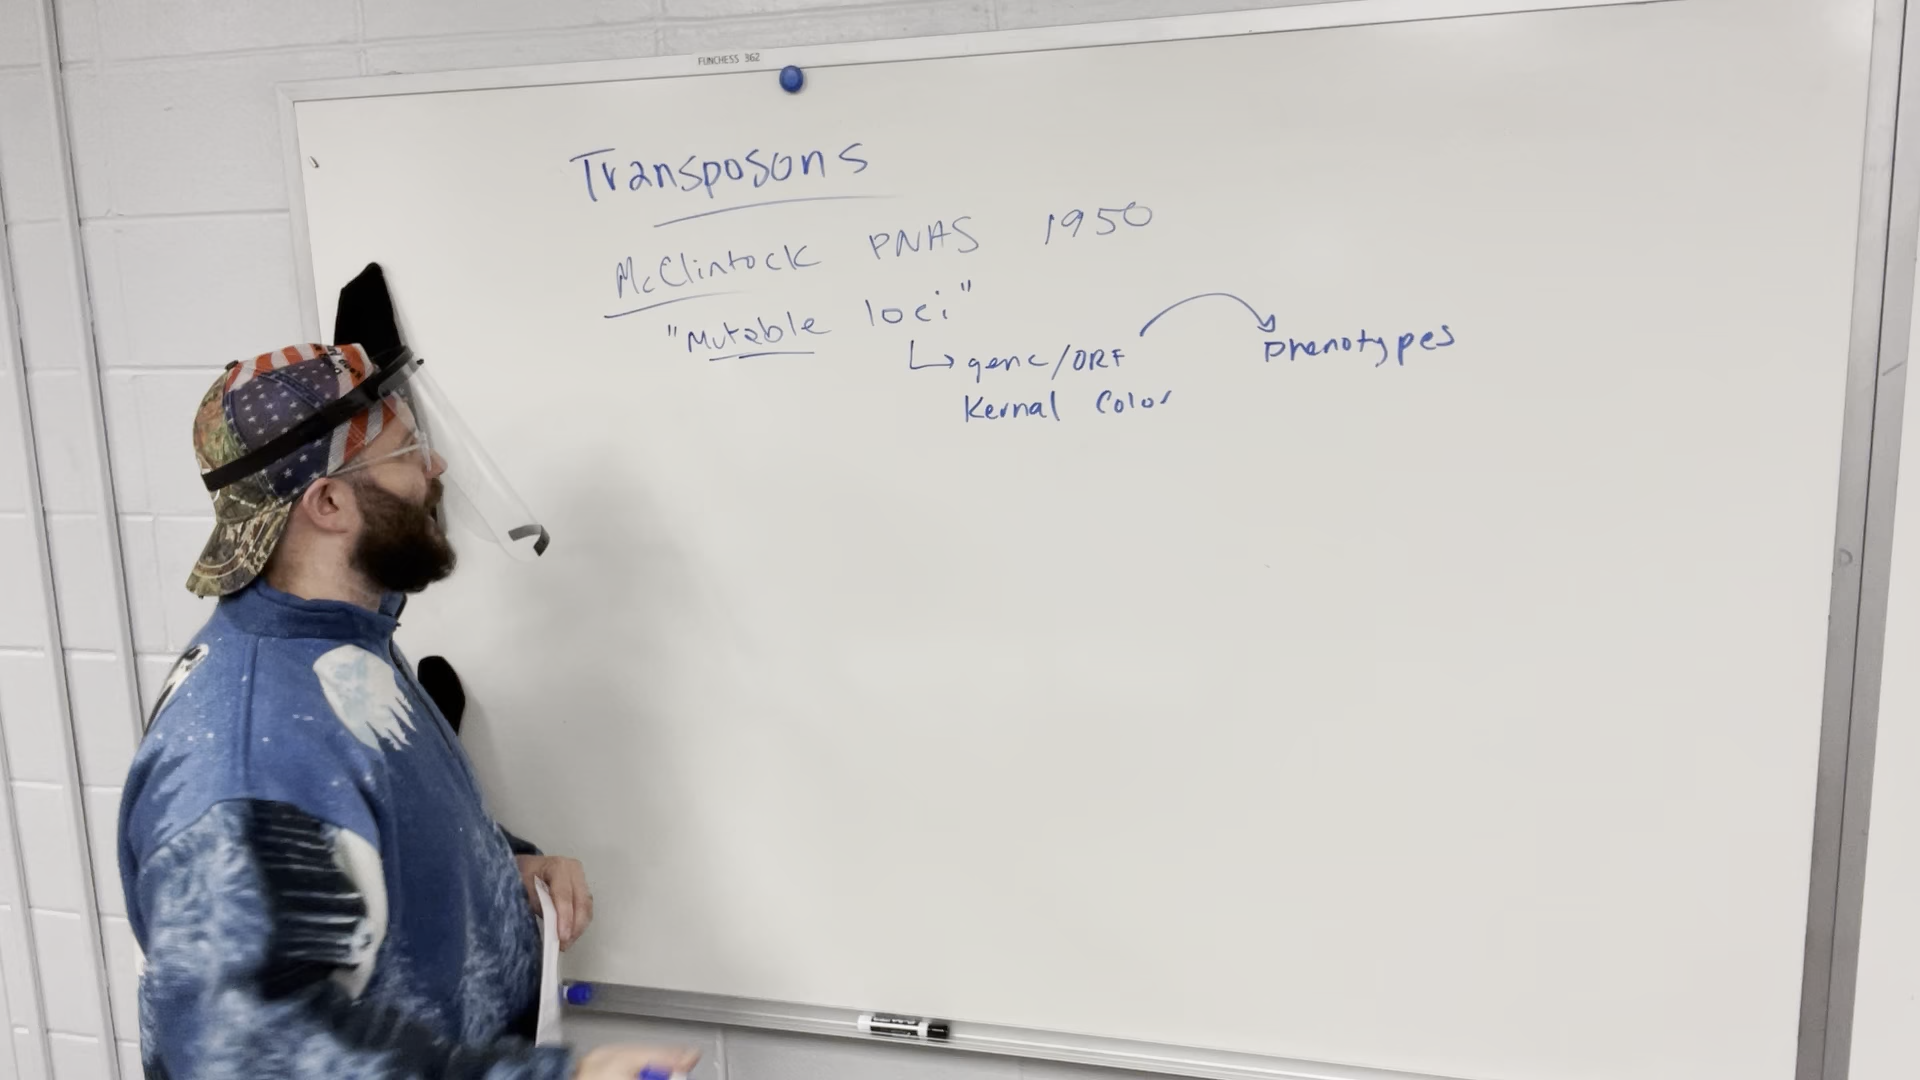 FUNCHESS 362
Transposons
McClintock PNAS 1950
"Mutable loci"
↳ gene/ORF → Phenotypes
Kernal Color